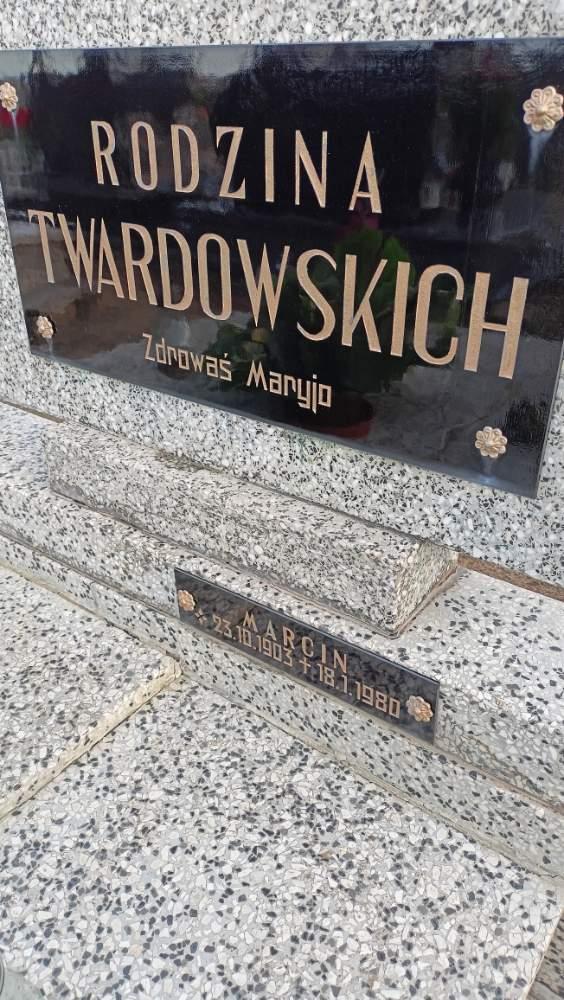 RODZINA
TWARDOWSKICH
Zdrowaś Maryjo
MARCIN
* 23.10.1903 + 18.1.1980